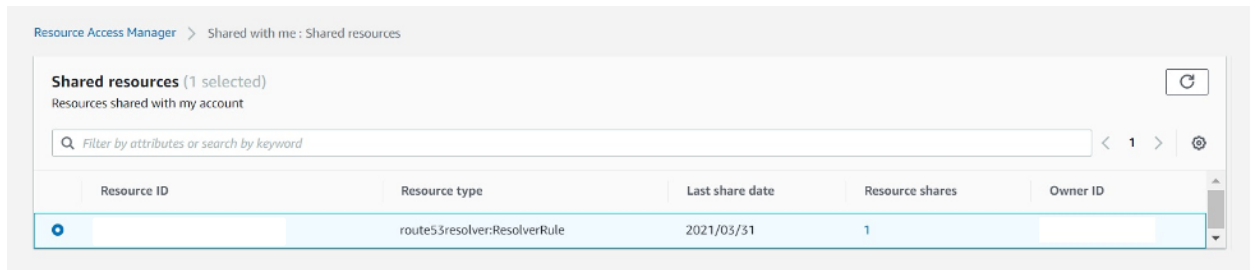 Resource Access Manager > Shared with me : Shared resources
Shared resources (1 selected)
Resources shared with my account
Filter by attributes or search by keyword
< 1 >
Resource ID Resource type Last share date Resource shares Owner ID
route53resolver:ResolverRule 2021/03/31 1